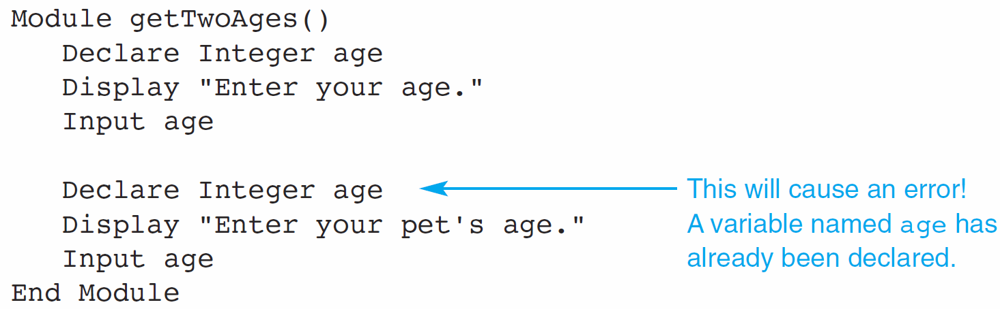 Module getTwoAges()
Declare Integer age
Display "Enter your age."
Input age
Declare Integer age
Display "Enter your pet's age."
Input age
End Module
This will cause an error!
A variable named age has
already been declared.